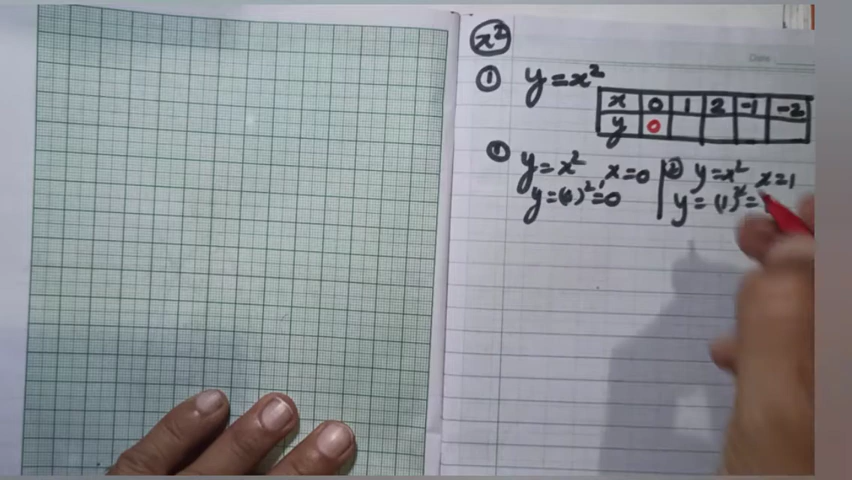 x²
Date
① y=x²
x 0 1 2 -1 -2
y 0
① y=x² x=0
y=(0)²=0
② y=x² x=1
y=(1)²=